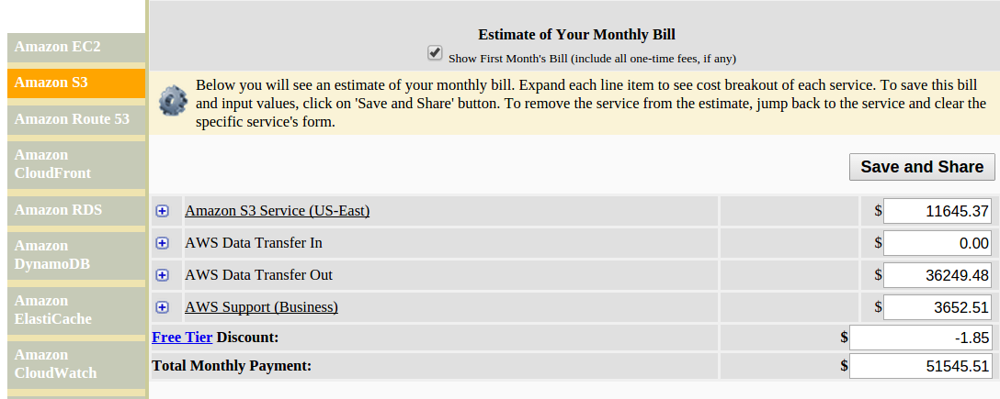 Estimate of Your Monthly Bill
Show First Month's Bill (include all one-time fees, if any)
Below you will see an estimate of your monthly bill. Expand each line item to see cost breakout of each service. To save this bill
and input values, click on 'Save and Share' button. To remove the service from the estimate, jump back to the service and clear the
specific service's form.
Save and Share
Amazon EC2
Amazon S3
Amazon Route 53
Amazon
CloudFront
Amazon RDS
Amazon
DynamoDB
Amazon
ElastiCache
Amazon
CloudWatch
Amazon S3 Service (US-East) $ 11645.37
AWS Data Transfer In $ 0.00
AWS Data Transfer Out $ 36249.48
AWS Support (Business) $ 3652.51
Free Tier Discount: $ -1.85
Total Monthly Payment: $ 51545.51